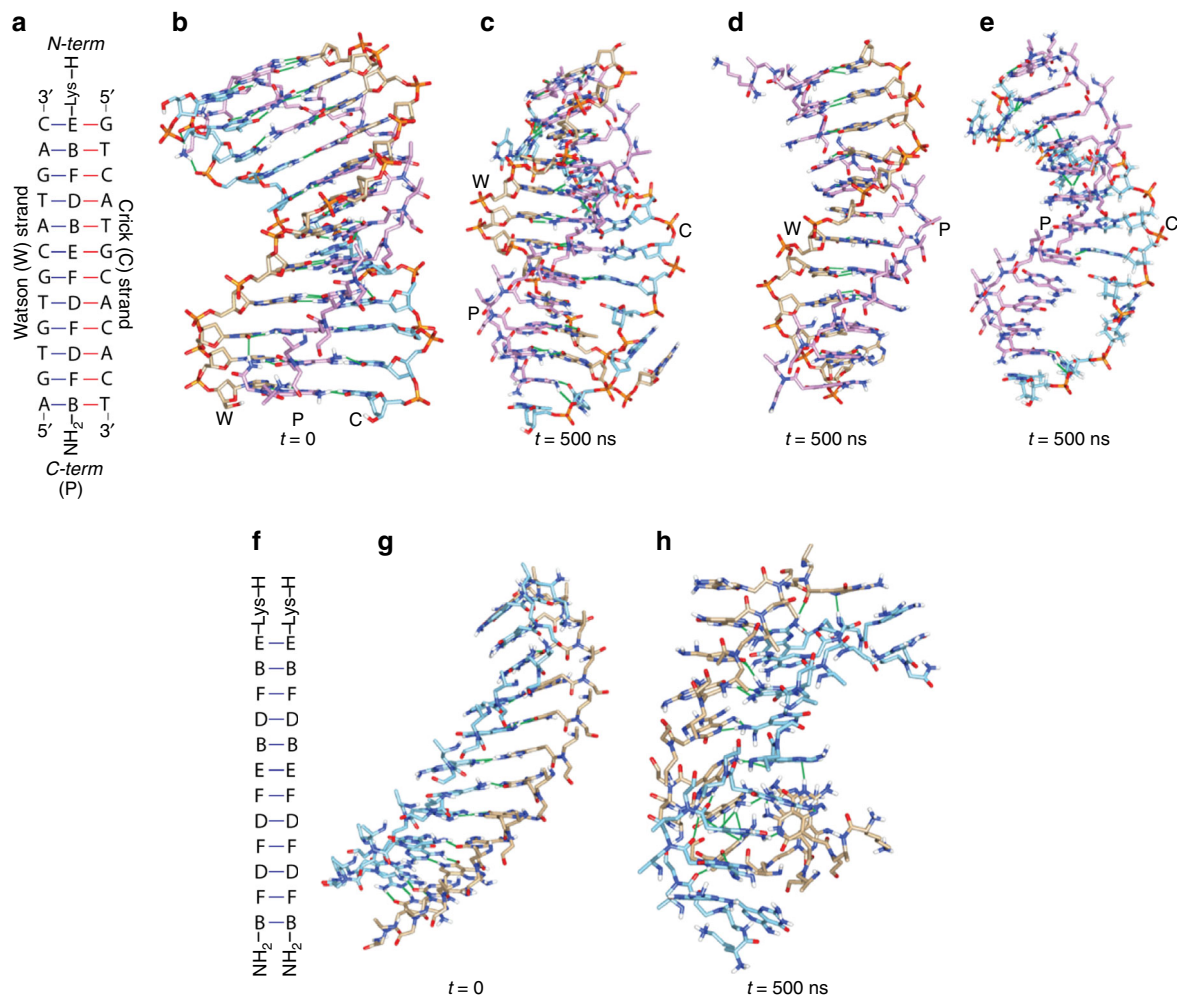 a
b
c
d
e
N-term
H
Lys
3′ 5′
C E G
A B T
G F C
T D A
A B T
C E G
G F C
T D A
G F C
T D A
G F C
A B T
5′ NH2 3′
C-term
(P)
Watson (W) strand
Crick (C) strand
W P C
t = 0
W
C
P
t = 500 ns
W
P
t = 500 ns
P
C
t = 500 ns
f
g
h
Lys–H Lys–H
E E
B B
F F
D D
B B
E E
F F
D D
F F
D D
F F
B B
NH2 NH2
t = 0
t = 500 ns